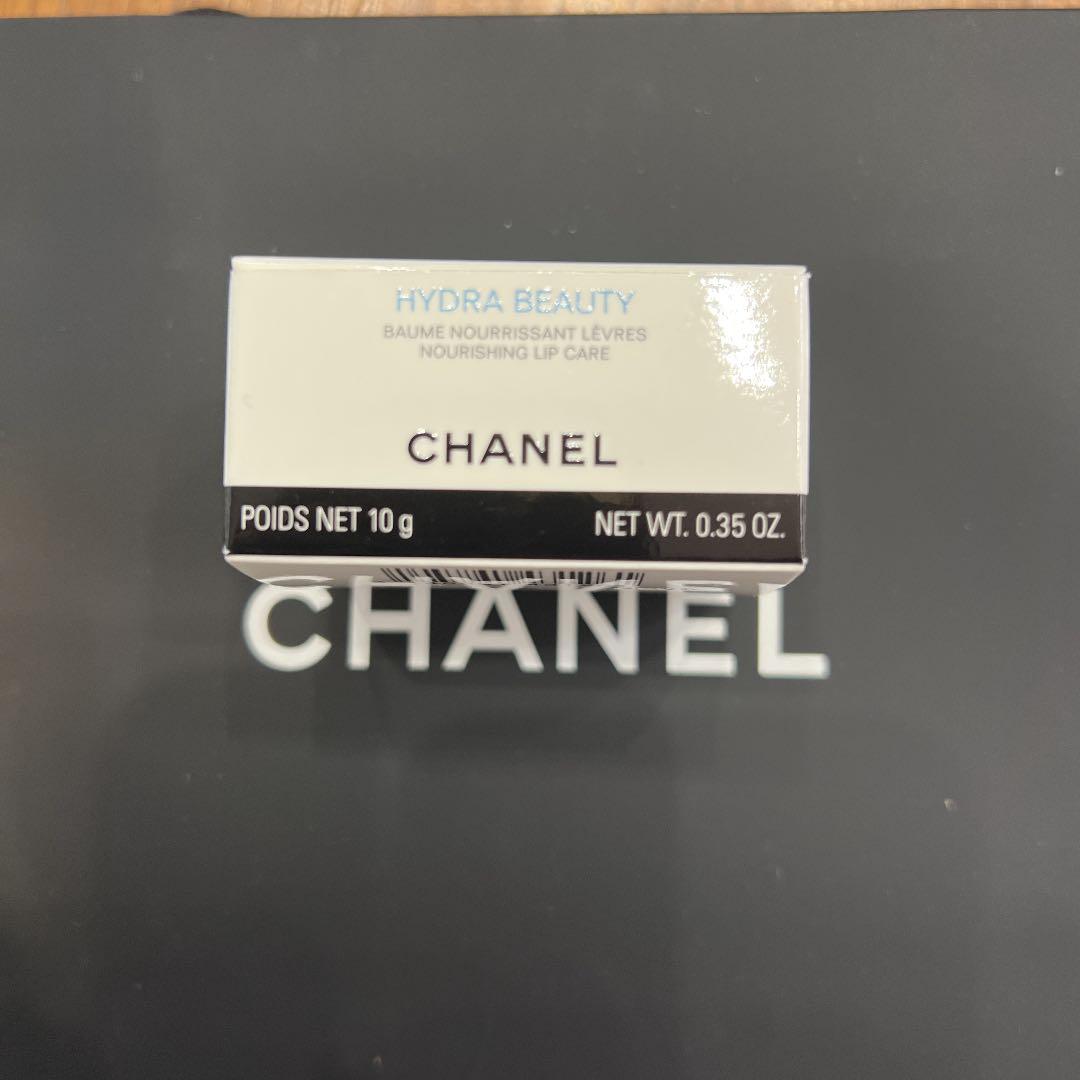 HYDRA BEAUTY
BAUME NOURRISSANT LÈVRES
NOURISHING LIP CARE
CHANEL
POIDS NET 10 g NET WT. 0.35 OZ.
CHANEL